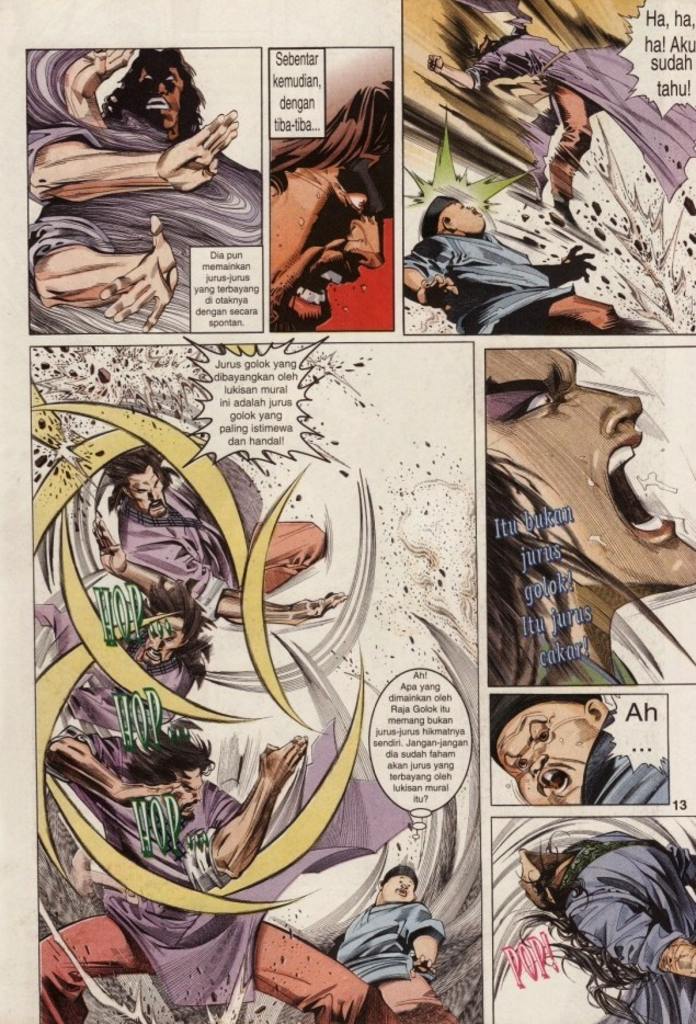 Dia pun
memainkan
jurus-jurus
yang terbayang
di otaknya
dengan secara
spontan.
Sebentar
kemudian,
dengan
tiba-tiba...
Ha, ha,
ha! Aku
sudah
tahu!
Jurus golok yang
dibayangkan oleh
lukisan mural
ini adalah jurus
golok yang
paling istimewa
dan handal!
HOP...
HOP...
HOP...
Ah!
Apa yang
dimainkan oleh
Raja Golok itu
memang bukan
jurus-jurus hikmatnya
sendiri. Jangan-jangan
dia sudah faham
akan jurus yang
terbayang oleh
lukisan mural
itu?
Itu bukan
jurus
golok!
Itu jurus
cakar!
Ah
...
13
POP!